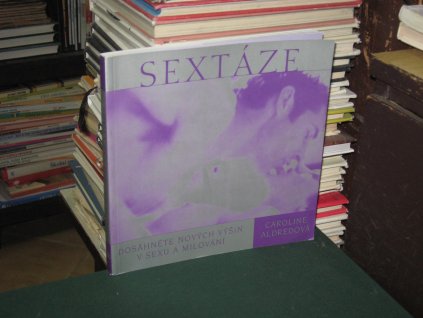 SEXTÁZE
DOSÁHNĚTE NOVÝCH VÝŠIN
V SEXU A MILOVÁNÍ
CAROLINE
ALDREDOVÁ